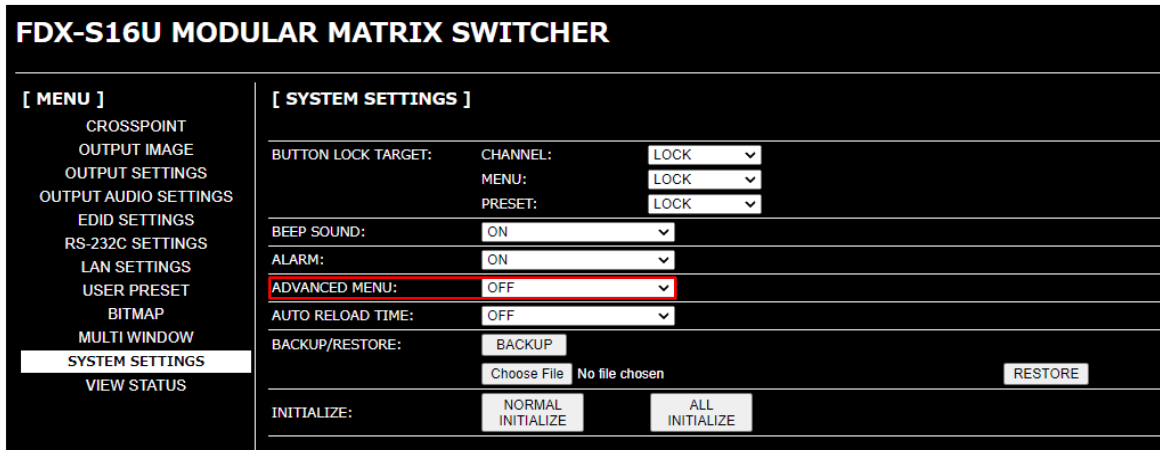 FDX-S16U MODULAR MATRIX SWITCHER
[ MENU ]
CROSSPOINT
OUTPUT IMAGE
OUTPUT SETTINGS
OUTPUT AUDIO SETTINGS
EDID SETTINGS
RS-232C SETTINGS
LAN SETTINGS
USER PRESET
BITMAP
MULTI WINDOW
SYSTEM SETTINGS
VIEW STATUS
[ SYSTEM SETTINGS ]
BUTTON LOCK TARGET: CHANNEL: LOCK
MENU: LOCK
PRESET: LOCK
BEEP SOUND: ON
ALARM: ON
ADVANCED MENU: OFF
AUTO RELOAD TIME: OFF
BACKUP/RESTORE: BACKUP
Choose File No file chosen RESTORE
INITIALIZE:
NORMAL
INITIALIZE
ALL
INITIALIZE